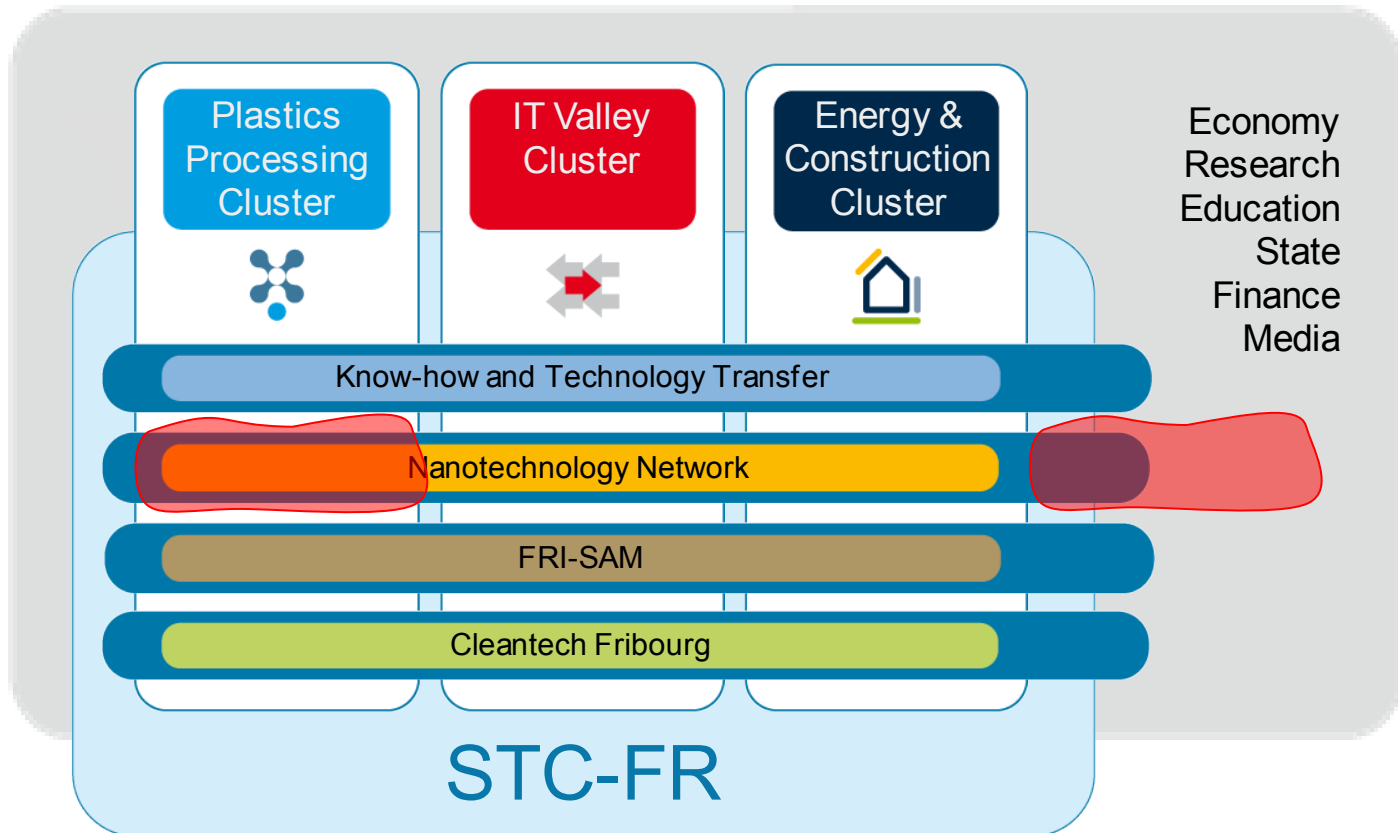 Plastics
Processing
Cluster
IT Valley
Cluster
Energy &
Construction
Cluster
Economy
Research
Education
State
Finance
Media
Know-how and Technology Transfer
Nanotechnology Network
FRI-SAM
Cleantech Fribourg
STC-FR